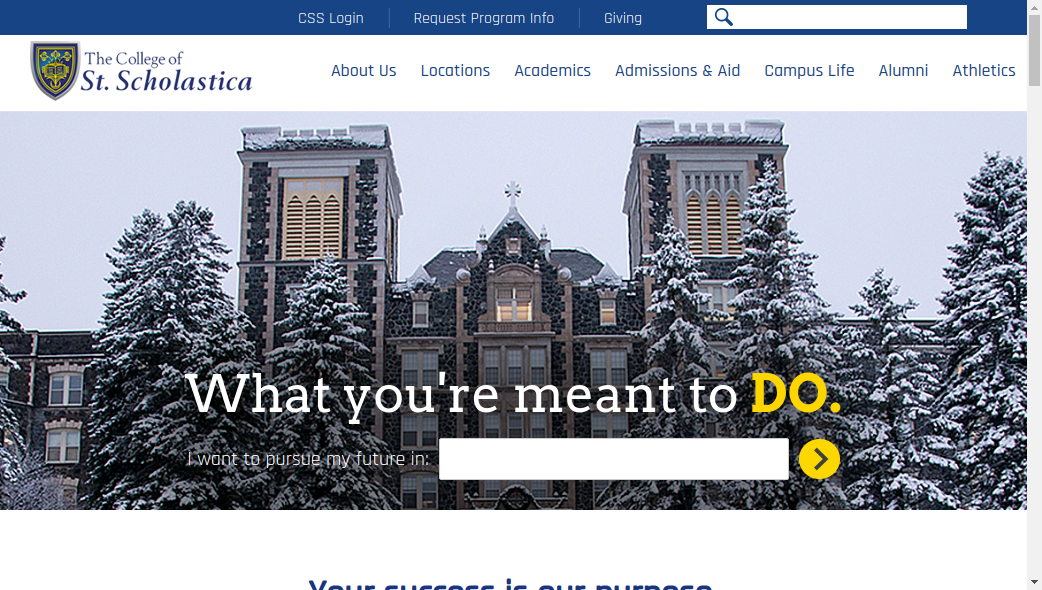 CSS Login
Request Program Info
Giving
The College of
St. Scholastica
About Us
Locations
Academics
Admissions & Aid
Campus Life
Alumni
Athletics
What you're meant to DO.
I want to pursue my future in:
Your success is our purpose